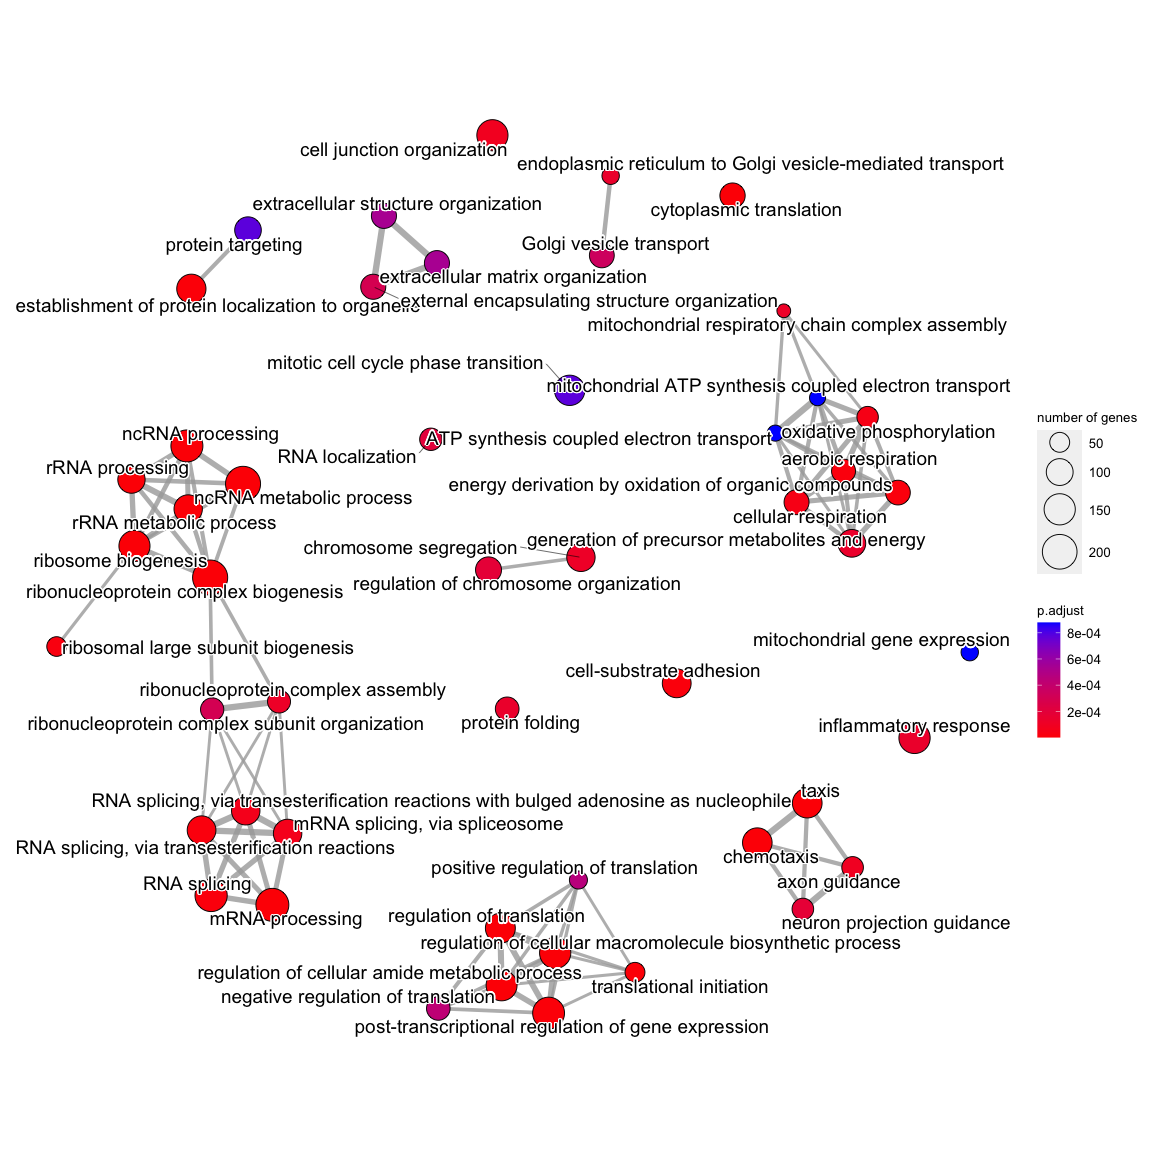 cell junction organization
endoplasmic reticulum to Golgi vesicle-mediated transport
extracellular structure organization
cytoplasmic translation
protein targeting
Golgi vesicle transport
extracellular matrix organization
establishment of protein localization to organelle
external encapsulating structure organization
mitochondrial respiratory chain complex assembly
mitotic cell cycle phase transition
mitochondrial ATP synthesis coupled electron transport
ncRNA processing
ATP synthesis coupled electron transport
oxidative phosphorylation
RNA localization
aerobic respiration
rRNA processing
energy derivation by oxidation of organic compounds
ncRNA metabolic process
rRNA metabolic process
cellular respiration
generation of precursor metabolites and energy
chromosome segregation
ribosome biogenesis
regulation of chromosome organization
ribonucleoprotein complex biogenesis
mitochondrial gene expression
ribosomal large subunit biogenesis
cell-substrate adhesion
ribonucleoprotein complex assembly
protein folding
ribonucleoprotein complex subunit organization
inflammatory response
taxis
RNA splicing, via transesterification reactions with bulged adenosine as nucleophile
mRNA splicing, via spliceosome
RNA splicing, via transesterification reactions
chemotaxis
positive regulation of translation
axon guidance
RNA splicing
regulation of translation
mRNA processing
neuron projection guidance
regulation of cellular macromolecule biosynthetic process
regulation of cellular amide metabolic process
translational initiation
negative regulation of translation
post-transcriptional regulation of gene expression
number of genes
50
100
150
200
p.adjust
8e-04
6e-04
4e-04
2e-04